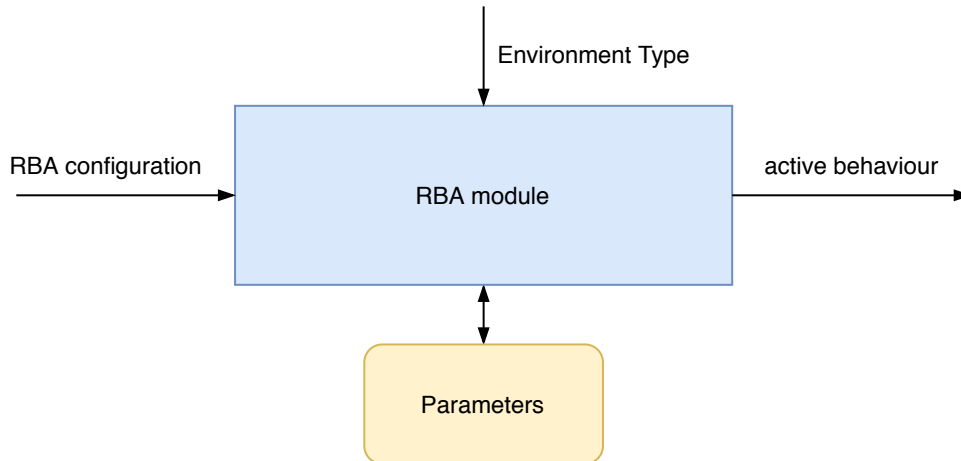 Environment Type
RBA configuration
active behaviour
RBA module
Parameters